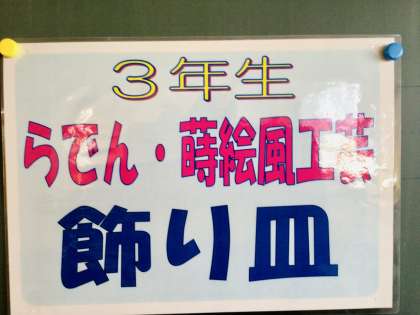 ３年生
らでん・蒔絵風工芸
飾り皿